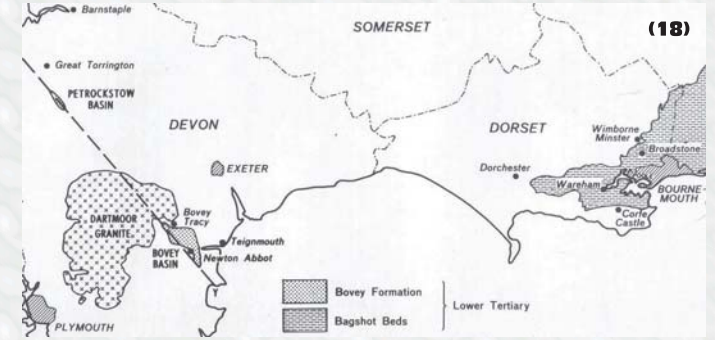 Barnstaple
SOMERSET
(18)
Great Torrington
PETROCKSTOW
BASIN
DEVON
DORSET
Wimborne
Minster
Broadstone
EXETER
Dorchester
Wareham
BOURNE-
MOUTH
Corfe
Castle
DARTMOOR
GRANITE
Bovey
Tracy
Teignmouth
BOVEY
BASIN
Newton Abbot
Y
PLYMOUTH
Bovey Formation
Bagshot Beds
Lower Tertiary